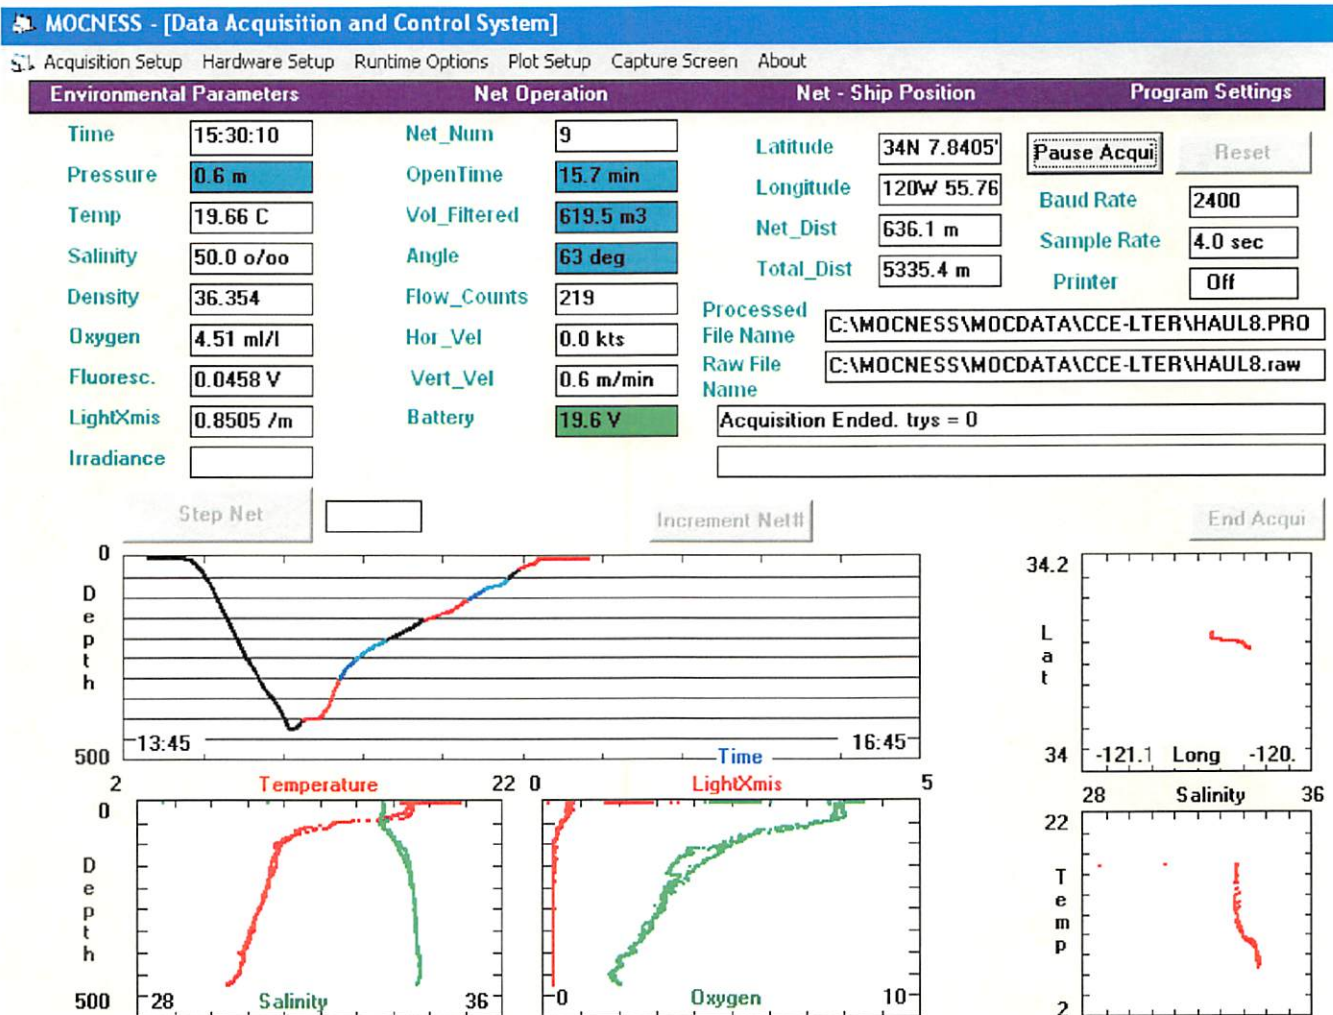 MOCNESS - [Data Acquisition and Control System]
Acquisition Setup Hardware Setup Runtime Options Plot Setup Capture Screen About
Environmental Parameters Net Operation Net - Ship Position Program Settings
Time 15:30:10 Net_Num 9 Latitude 34N 7.8405' Pause Acqui Reset
Pressure 0.6 m OpenTime 15.7 min Longitude 120W 55.76 Baud Rate 2400
Temp 19.66 C Vol_Filtered 619.5 m3 Net_Dist 636.1 m Sample Rate 4.0 sec
Salinity 50.0 o/oo Angle 63 deg Total_Dist 5335.4 m Printer Off
Density 36.354 Flow_Counts 219 Processed
File Name C:\MOCNESS\MOCDATA\CCE-LTER\HAUL8.PRO
Oxygen 4.51 ml/l Hor_Vel 0.0 kts Raw File
Name C:\MOCNESS\MOCDATA\CCE-LTER\HAUL8.raw
Fluoresc. 0.0458 V Vert_Vel 0.6 m/min
LightXmis 0.8505 /m Battery 19.6 V Acquisition Ended. trys = 0
Irradiance
Step Net Increment Net# End Acqui
0
Depth
500
13:45 Time 16:45
34.2
Lat
34 -121.1 Long -120.
2 Temperature 22 0 LightXmis 5
0
Depth
500 28 Salinity 36 0 Oxygen 10
28 Salinity 36
22
Temp
2